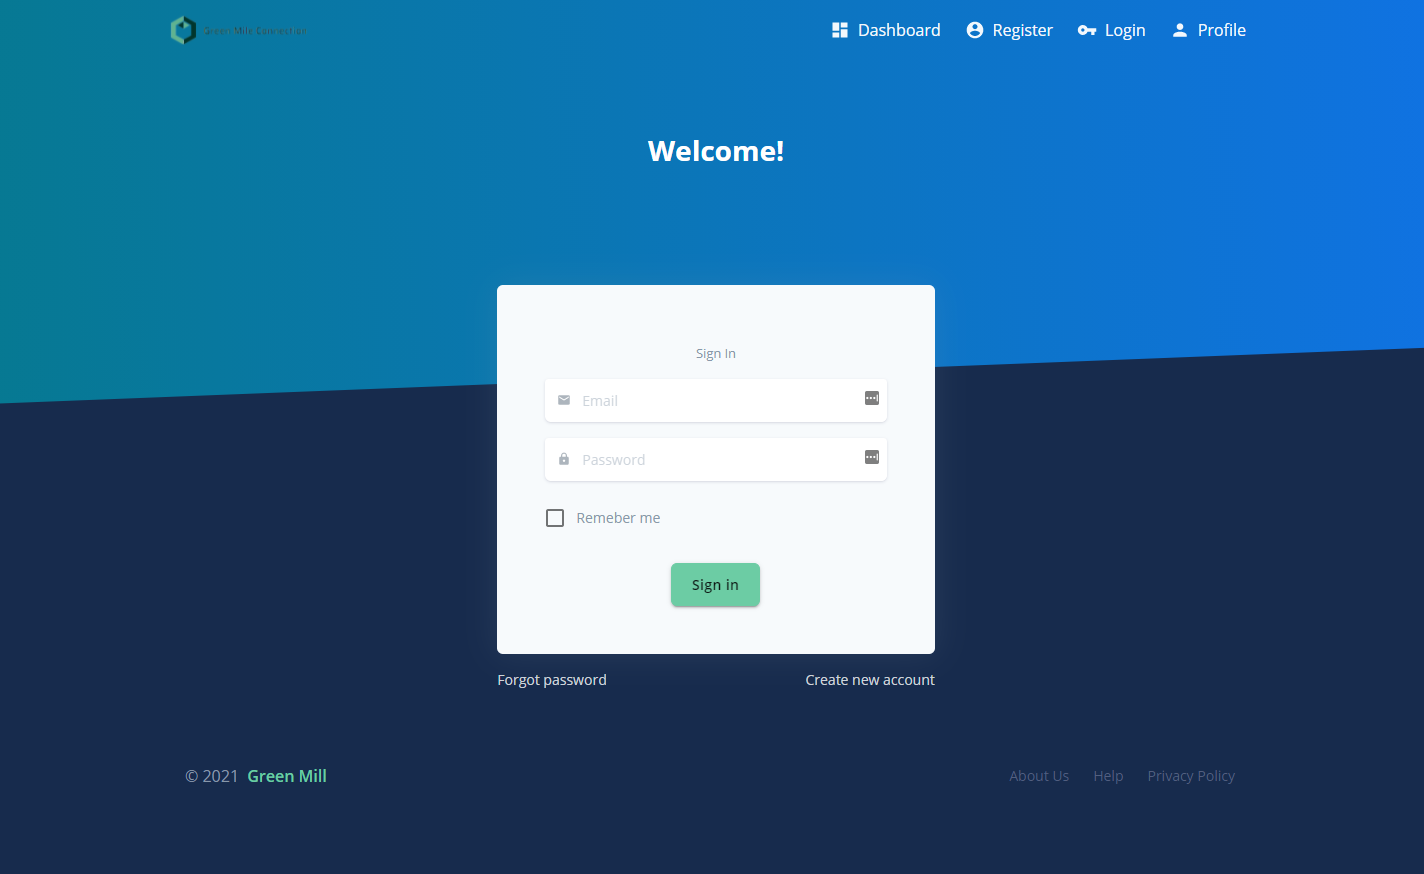 Green Mill Connection
Dashboard Register Login Profile
Welcome!
Sign In
Email
Password
Remeber me
Sign in
Forgot password Create new account
© 2021 Green Mill About Us Help Privacy Policy